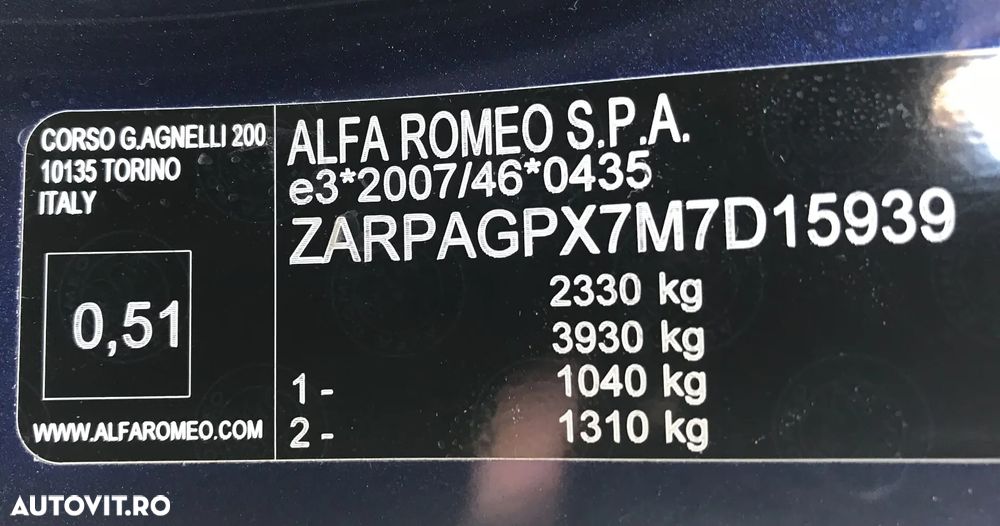 CORSO G.AGNELLI 200
10135 TORINO
ITALY
0,51
WWW.ALFAROMEO.COM
ALFA ROMEO S.P.A.
e3*2007/46*0435
ZARPAGPX7M7D15939
2330 kg
3930 kg
1 - 1040 kg
2 - 1310 kg
AUTOVIT.RO